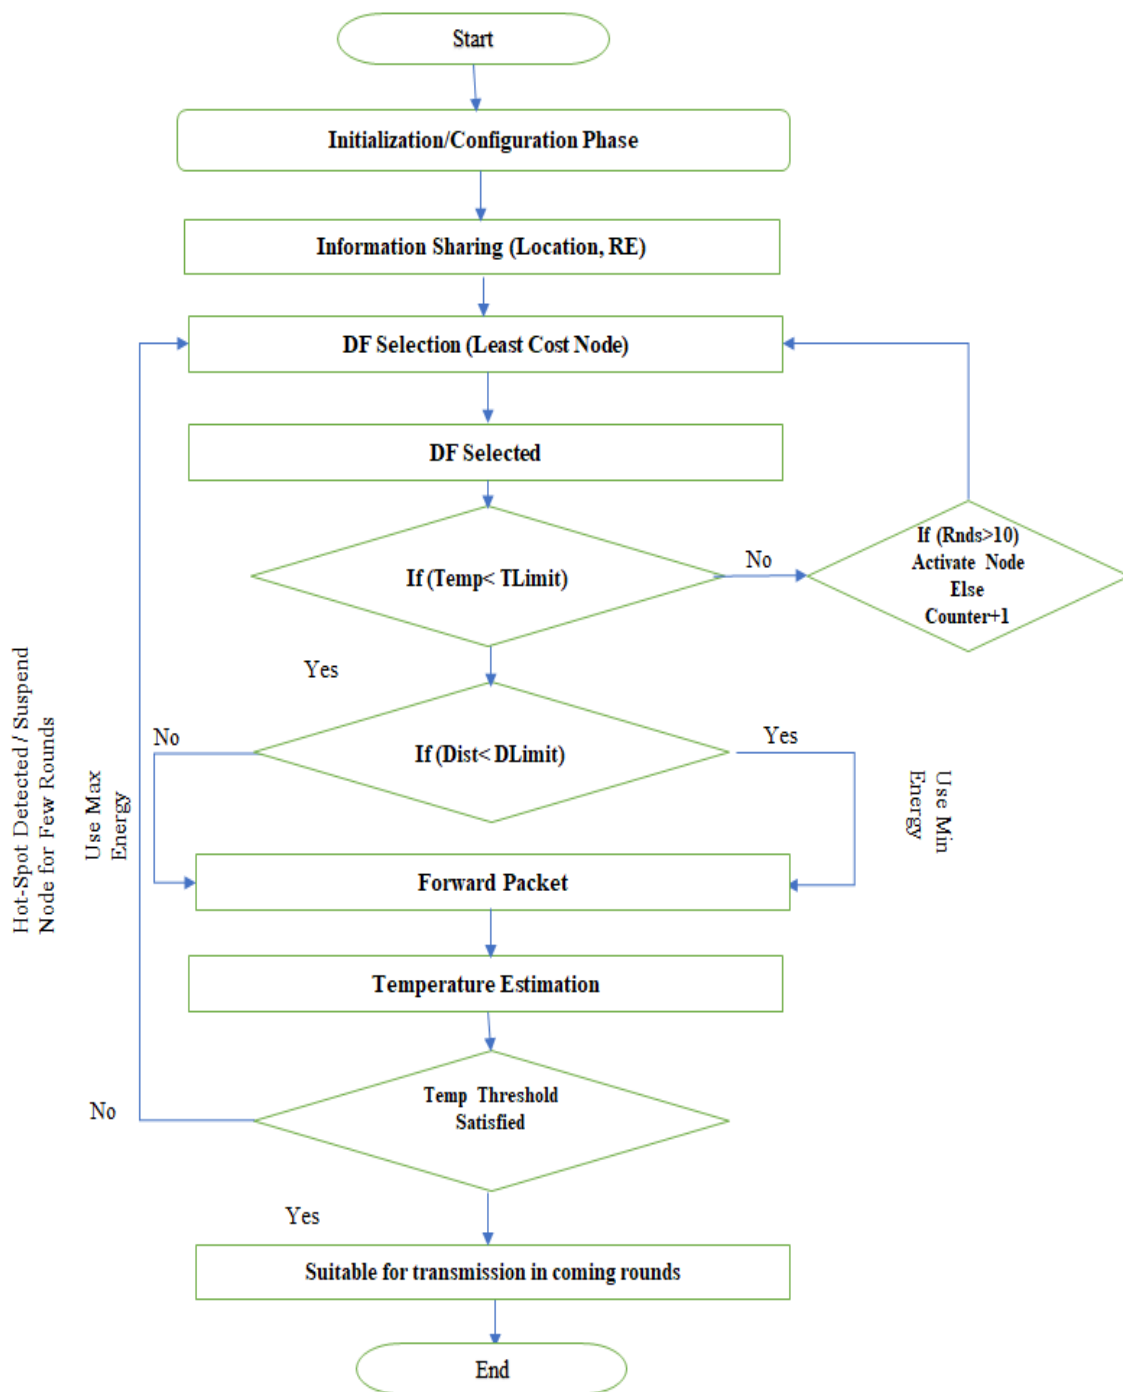 Start
Initialization/Configuration Phase
Information Sharing (Location, RE)
DF Selection (Least Cost Node)
DF Selected
If (Temp< TLimit)
No
If (Rnds>10)
Activate Node
Else
Counter+1
Yes
If (Dist< DLimit)
No
Yes
Hot-Spot Detected / Suspend
Node for Few Rounds
Use Max
Energy
Use Min
Energy
Forward Packet
Temperature Estimation
Temp Threshold
Satisfied
No
Yes
Suitable for transmission in coming rounds
End